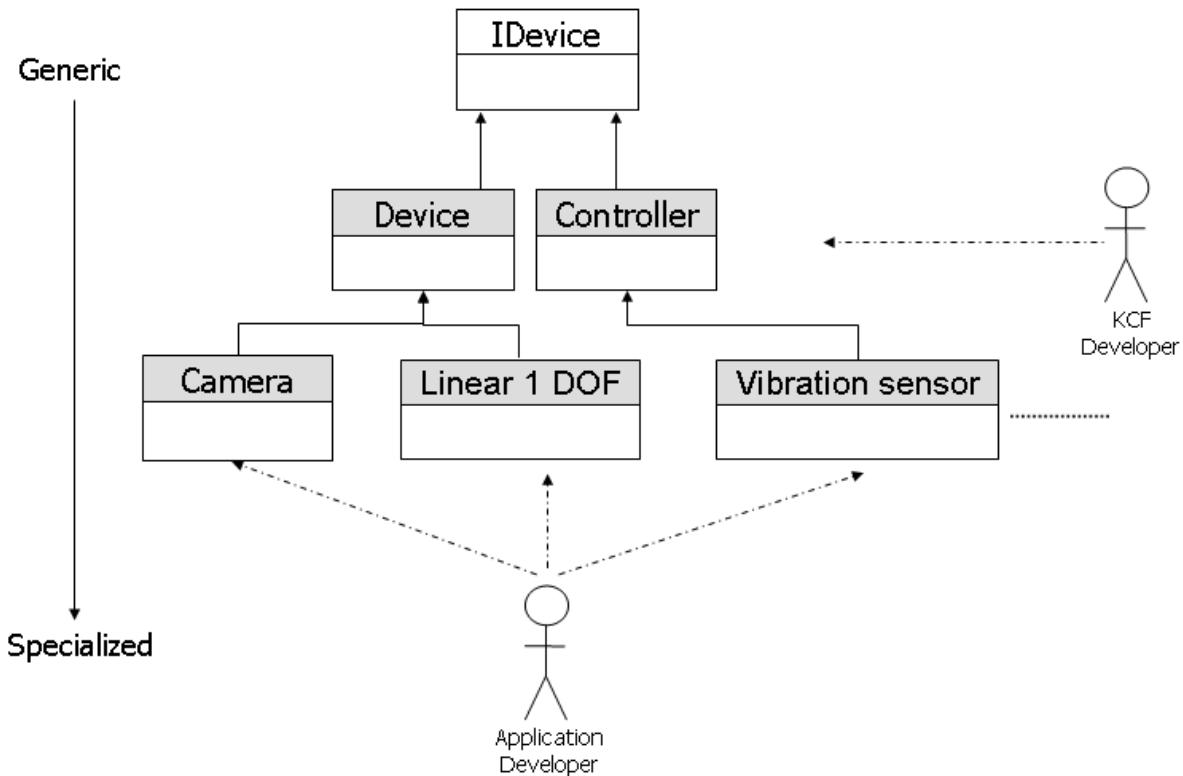 IDevice
Generic
Device
Controller
KCF
Developer
Camera
Linear 1 DOF
Vibration sensor
Specialized
Application
Developer